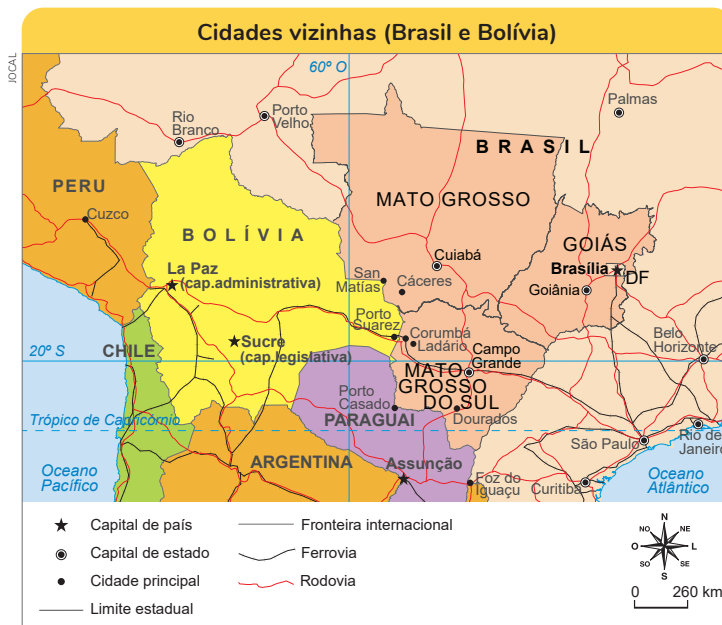 Cidades vizinhas (Brasil e Bolívia)
JOCAL
60º O
Palmas
Rio
Branco
Porto
Velho
BRASIL
PERU
MATO GROSSO
Cuzco
BOLÍVIA
GOIÁS
Cuiabá
Brasília
DF
La Paz
(cap.administrativa)
San
Matías
Cáceres
Goiânia
Porto
Suarez
Corumbá
Ladário
Belo
Horizonte
Sucre
(cap.legislativa)
CHILE
20º S
Campo
Grande
MATO
GROSSO
DO SUL
Porto
Casado
Dourados
PARAGUAI
Trópico de Capricórnio
São Paulo
Rio de
Janeiro
ARGENTINA
Assunção
Oceano
Pacífico
Foz do
Iguaçu
Curitiba
Oceano
Atlântico
Capital de país
Fronteira internacional
Capital de estado
Ferrovia
Cidade principal
Rodovia
Limite estadual
N
NO
NE
O
L
SO
SE
S
0 260 km